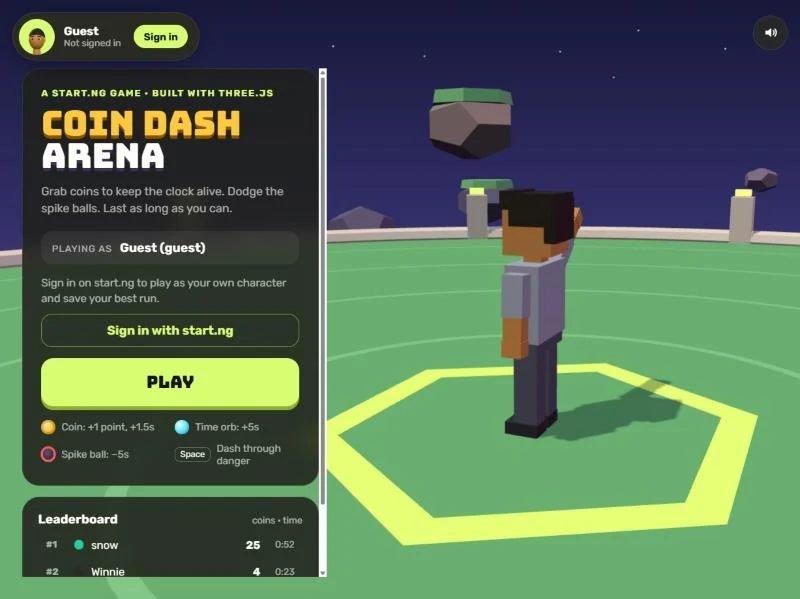 Guest
Not signed in
Sign in
A START.NG GAME • BUILT WITH THREE.JS
COIN DASH
ARENA
Grab coins to keep the clock alive. Dodge the
spike balls. Last as long as you can.
PLAYING AS Guest (guest)
Sign in on start.ng to play as your own character
and save your best run.
Sign in with start.ng
PLAY
Coin: +1 point, +1.5s
Time orb: +5s
Spike ball: −5s
Space Dash through
danger
Leaderboard coins · time
#1 snow 25 0:52
#2 Winnie 4 0:23